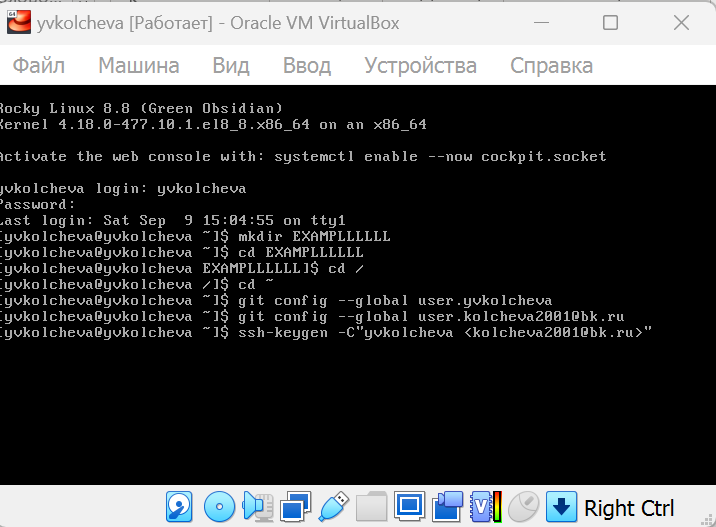 64
yvkolcheva [Работает] - Oracle VM VirtualBox
Файл Машина Вид Ввод Устройства Справка
Rocky Linux 8.8 (Green Obsidian)
Kernel 4.18.0-477.10.1.el8_8.x86_64 on an x86_64
Activate the web console with: systemctl enable --now cockpit.socket
yvkolcheva login: yvkolcheva
Password:
Last login: Sat Sep  9 15:04:55 on tty1
[yvkolcheva@yvkolcheva ~]$ mkdir EXAMPLLLLLL
[yvkolcheva@yvkolcheva ~]$ cd EXAMPLLLLLL
[yvkolcheva@yvkolcheva EXAMPLLLLLL]$ cd /
[yvkolcheva@yvkolcheva /]$ cd ~
[yvkolcheva@yvkolcheva ~]$ git config --global user.yvkolcheva
[yvkolcheva@yvkolcheva ~]$ git config --global user.kolcheva2001@bk.ru
[yvkolcheva@yvkolcheva ~]$ ssh-keygen -C"yvkolcheva <kolcheva2001@bk.ru>"
V Right Ctrl